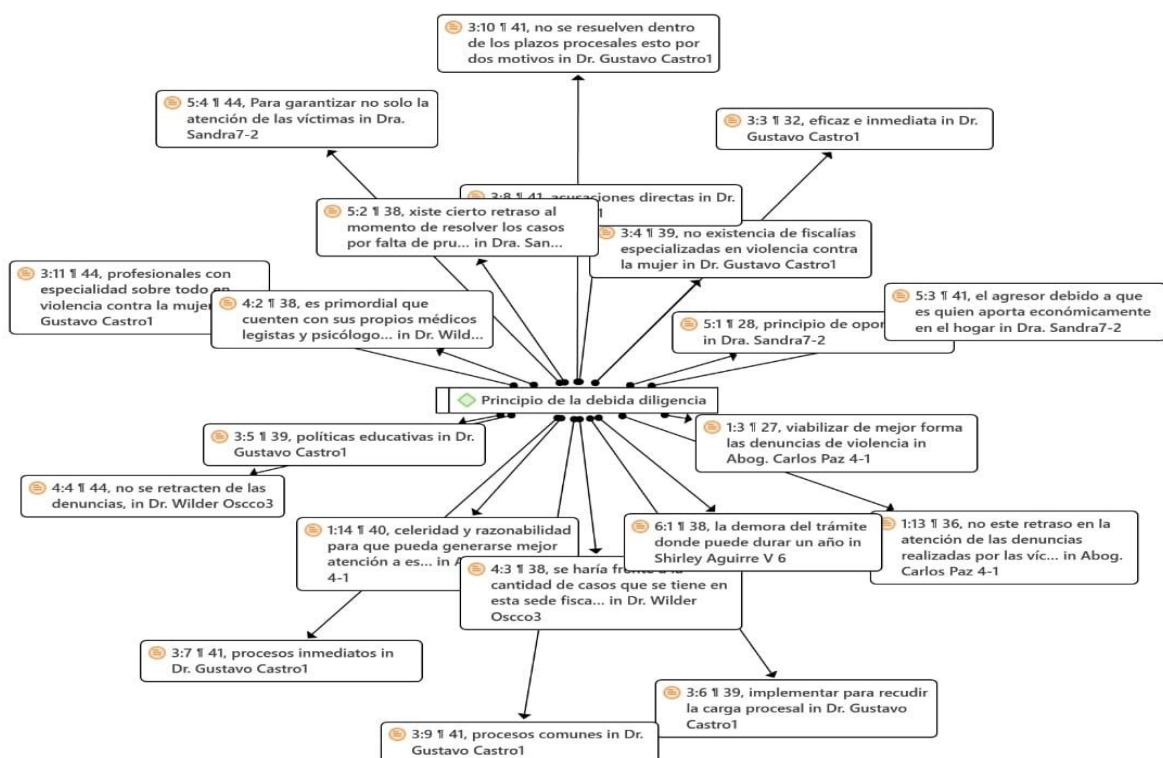 3:10 ¶ 41, no se resuelven dentro
de los plazos procesales esto por
dos motivos in Dr. Gustavo Castro1
5:4 ¶ 44, Para garantizar no solo la
atención de las víctimas in Dra.
Sandra7-2
3:3 ¶ 32, eficaz e inmediata in Dr.
Gustavo Castro1
3:8 ¶ 41, acusaciones directas in Dr.
5:2 ¶ 38, xiste cierto retraso al
momento de resolver los casos
por falta de pru... in Dra. San...
3:4 ¶ 39, no existencia de fiscalías
especializadas en violencia contra
la mujer in Dr. Gustavo Castro1
3:11 ¶ 44, profesionales con
especialidad sobre todo en
violencia contra la mujer
Gustavo Castro1
4:2 ¶ 38, es primordial que
cuenten con sus propios médicos
legistas y psicólogo... in Dr. Wild...
5:3 ¶ 41, el agresor debido a que
es quien aporta económicamente
en el hogar in Dra. Sandra7-2
5:1 ¶ 28, principio de
in Dra. Sandra7-2
Principio de la debida diligencia
3:5 ¶ 39, políticas educativas in Dr.
Gustavo Castro1
1:3 ¶ 27, viabilizar de mejor forma
las denuncias de violencia in
Abog. Carlos Paz 4-1
4:4 ¶ 44, no se retracten de las
denuncias, in Dr. Wilder Oscco3
1:14 ¶ 40, celeridad y razonabilidad
para que pueda generarse mejor
atención a es... in
4-1
6:1 ¶ 38, la demora del trámite
donde puede durar un año in
Shirley Aguirre V 6
1:13 ¶ 36, no este retraso en la
atención de las denuncias
realizadas por las víc... in Abog.
Carlos Paz 4-1
4:3 ¶ 38, se haría la
cantidad de casos que se tiene en
esta sede fisca... in Dr. Wilder
Oscco3
3:7 ¶ 41, procesos inmediatos in
Dr. Gustavo Castro1
3:6 ¶ 39, implementar para recudir
la carga procesal in Dr. Gustavo
Castro1
3:9 ¶ 41, procesos comunes in Dr.
Gustavo Castro1